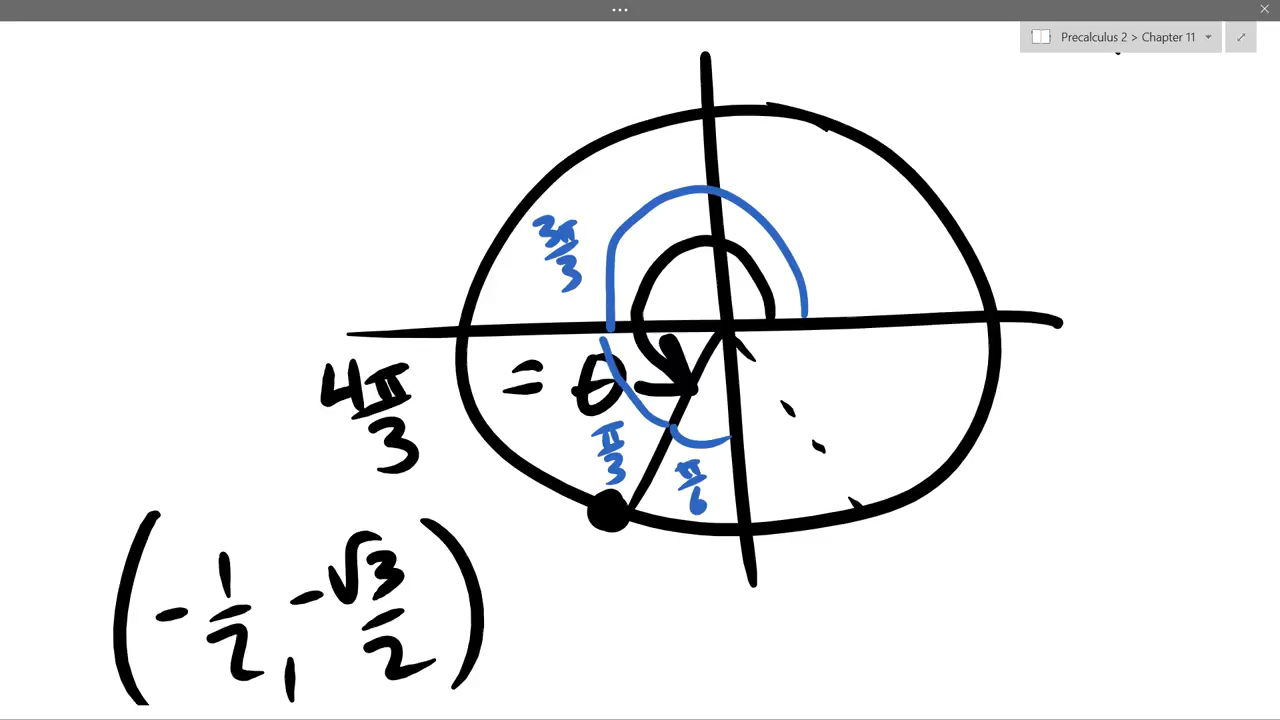 Precalculus 2 > Chapter 11
3π/3
4π/3 = θ
π/3
π/6
(-1/2, -√3/2)